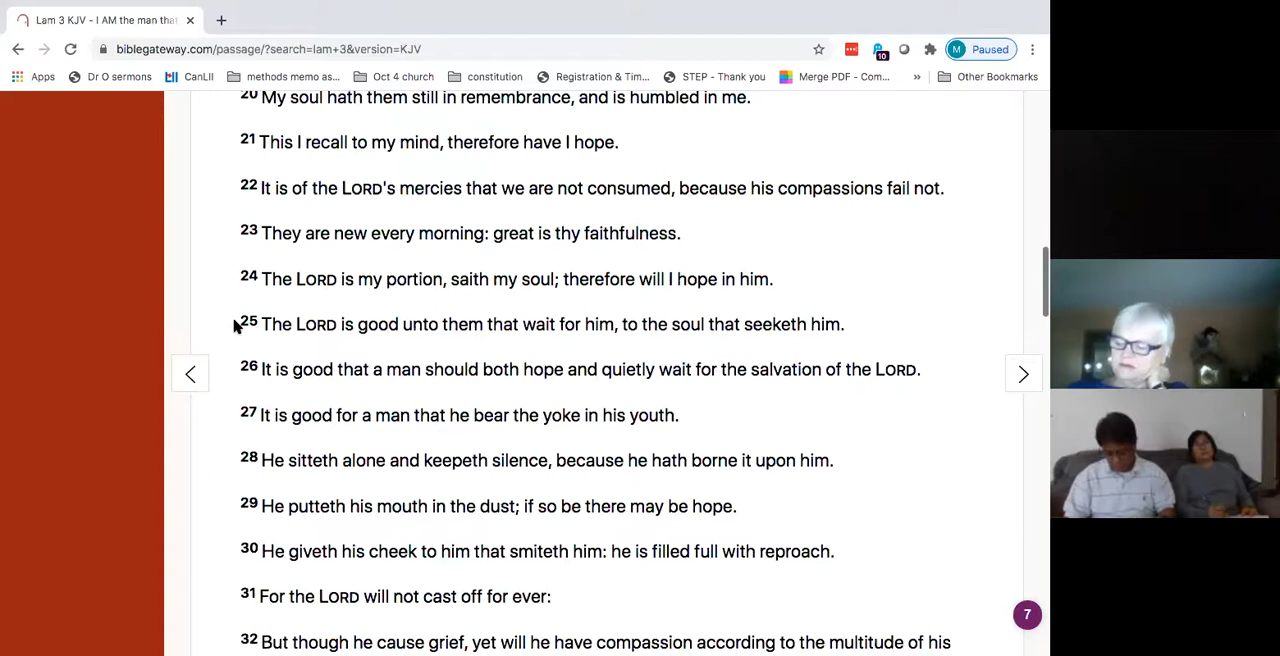 Lam 3 KJV - I AM the man that
biblegateway.com/passage/?search=lam+3&version=KJV
10
M Paused
Apps Dr O sermons CanLII methods memo as... Oct 4 church constitution Registration & Tim... STEP - Thank you Merge PDF - Com... » Other Bookmarks
20 My soul hath them still in remembrance, and is humbled in me.
21 This I recall to my mind, therefore have I hope.
22 It is of the LORD's mercies that we are not consumed, because his compassions fail not.
23 They are new every morning: great is thy faithfulness.
24 The LORD is my portion, saith my soul; therefore will I hope in him.
25 The LORD is good unto them that wait for him, to the soul that seeketh him.
26 It is good that a man should both hope and quietly wait for the salvation of the LORD.
27 It is good for a man that he bear the yoke in his youth.
28 He sitteth alone and keepeth silence, because he hath borne it upon him.
29 He putteth his mouth in the dust; if so be there may be hope.
30 He giveth his cheek to him that smiteth him: he is filled full with reproach.
31 For the LORD will not cast off for ever:
7
32 But though he cause grief, yet will he have compassion according to the multitude of his